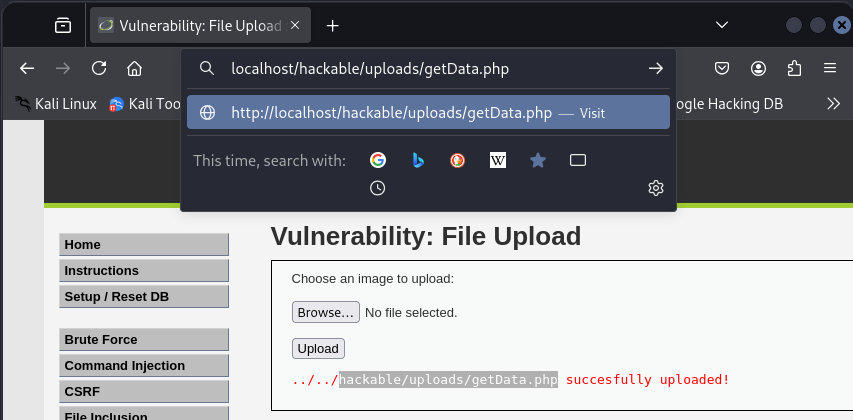 Vulnerability: File Upload
localhost/hackable/uploads/getData.php
Kali Linux Kali Too ogle Hacking DB
http://localhost/hackable/uploads/getData.php — Visit
This time, search with:
Home
Instructions
Setup / Reset DB
Brute Force
Command Injection
CSRF
File Inclusion
Vulnerability: File Upload
Choose an image to upload:
Browse... No file selected.
Upload
../../hackable/uploads/getData.php succesfully uploaded!